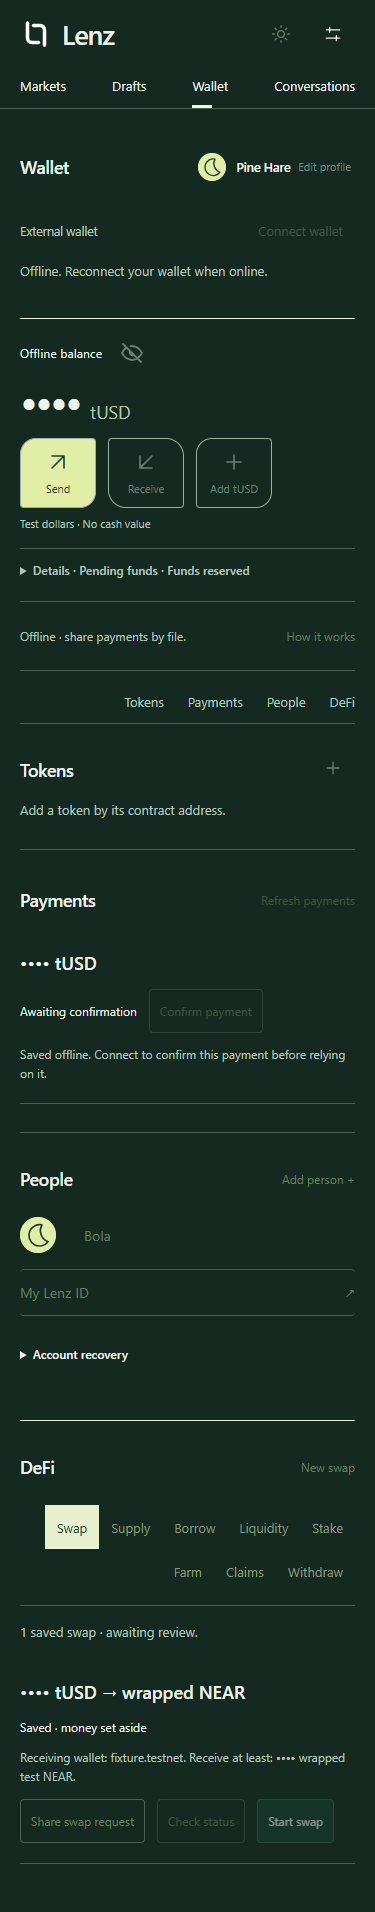 Lenz
Markets Drafts Wallet Conversations
Wallet Pine Hare Edit profile
External wallet Connect wallet
Offline. Reconnect your wallet when online.
Offline balance
•••• tUSD
Send Receive Add tUSD
Test dollars · No cash value
▶ Details · Pending funds · Funds reserved
Offline · share payments by file. How it works
Tokens Payments People DeFi
Tokens +
Add a token by its contract address.
Payments Refresh payments
•••• tUSD
Awaiting confirmation Confirm payment
Saved offline. Connect to confirm this payment before relying
on it.
People Add person +
Bola
My Lenz ID ↗
▶ Account recovery
DeFi New swap
Swap Supply Borrow Liquidity Stake
Farm Claims Withdraw
1 saved swap · awaiting review.
•••• tUSD → wrapped NEAR
Saved · money set aside
Receiving wallet: fixture.testnet. Receive at least: •••• wrapped
test NEAR.
Share swap request Check status Start swap